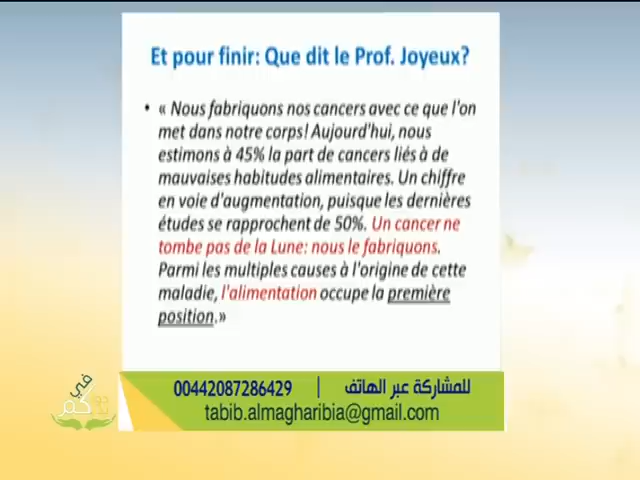 Et pour finir: Que dit le Prof. Joyeux?
• « Nous fabriquons nos cancers avec ce que l'on
met dans notre corps! Aujourd'hui, nous
estimons à 45% la part de cancers liés à de
mauvaises habitudes alimentaires. Un chiffre
en voie d'augmentation, puisque les dernières
études se rapprochent de 50%. Un cancer ne
tombe pas de la Lune: nous le fabriquons.
Parmi les multiples causes à l'origine de cette
maladie, l'alimentation occupe la première
position.»
للمشاركة عبر الهاتف | 00442087286429
tabib.almagharibia@gmail.com
في